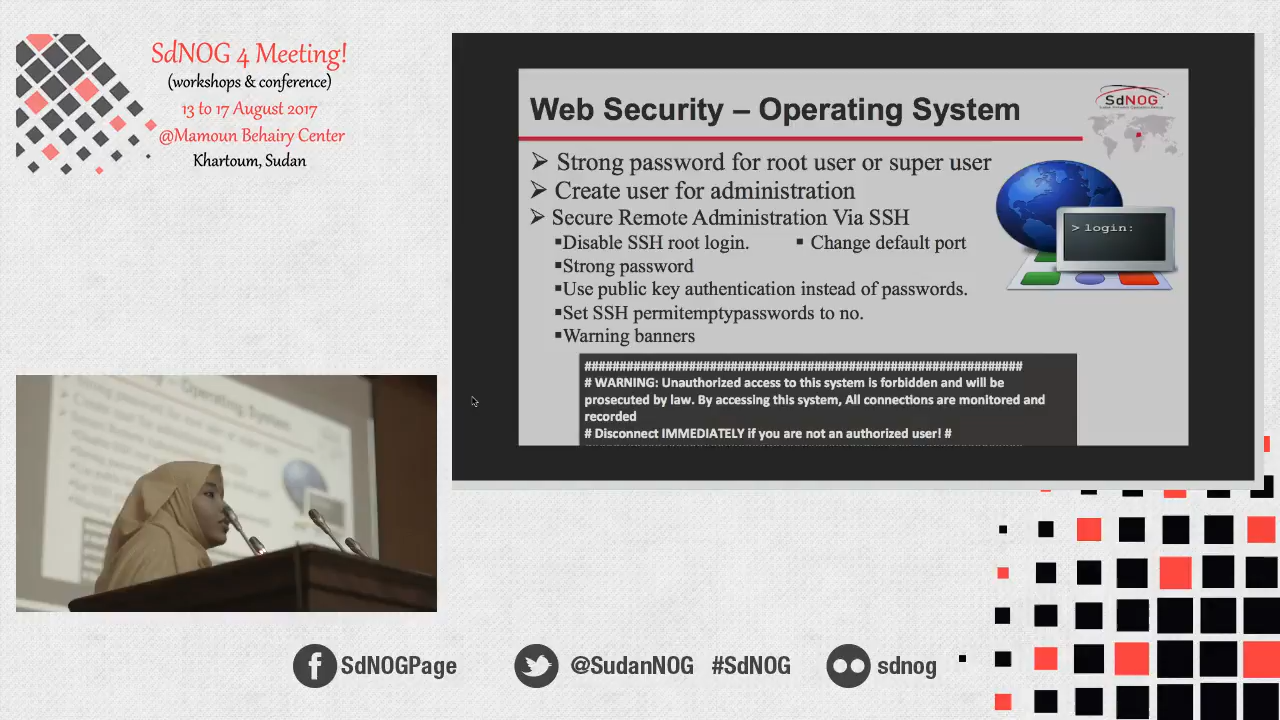 SdNOG 4 Meeting!
(workshops & conference)
13 to 17 August 2017
@Mamoun Behairy Center
Khartoum, Sudan
Web Security – Operating System
SdNOG
➢ Strong password for root user or super user
➢ Create user for administration
➢ Secure Remote Administration Via SSH
▪Disable SSH root login. ▪ Change default port
▪Strong password
▪Use public key authentication instead of passwords.
▪Set SSH permitemptypasswords to no.
▪Warning banners
> login:
###############################################################
# WARNING: Unauthorized access to this system is forbidden and will be
prosecuted by law. By accessing this system, All connections are monitored and
recorded
# Disconnect IMMEDIATELY if you are not an authorized user! #
Operating System
SdNOGPage
@SudanNOG #SdNOG
sdnog